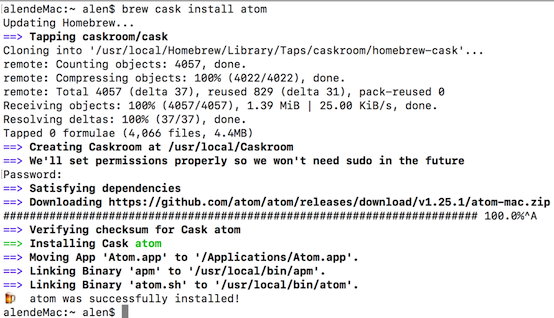 alendeMac:~ alen$ brew cask install atom
Updating Homebrew...
==> Tapping caskroom/cask
Cloning into '/usr/local/Homebrew/Library/Taps/caskroom/homebrew-cask'...
remote: Counting objects: 4057, done.
remote: Compressing objects: 100% (4022/4022), done.
remote: Total 4057 (delta 37), reused 829 (delta 31), pack-reused 0
Receiving objects: 100% (4057/4057), 1.39 MiB | 25.00 KiB/s, done.
Resolving deltas: 100% (37/37), done.
Tapped 0 formulae (4,066 files, 4.4MB)
==> Creating Caskroom at /usr/local/Caskroom
==> We'll set permissions properly so we won't need sudo in the future
Password:
==> Satisfying dependencies
==> Downloading https://github.com/atom/atom/releases/download/v1.25.1/atom-mac.zip
######################################################################## 100.0%^A
==> Verifying checksum for Cask atom
==> Installing Cask atom
==> Moving App 'Atom.app' to '/Applications/Atom.app'.
==> Linking Binary 'apm' to '/usr/local/bin/apm'.
==> Linking Binary 'atom.sh' to '/usr/local/bin/atom'.
🍺  atom was successfully installed!
alendeMac:~ alen$